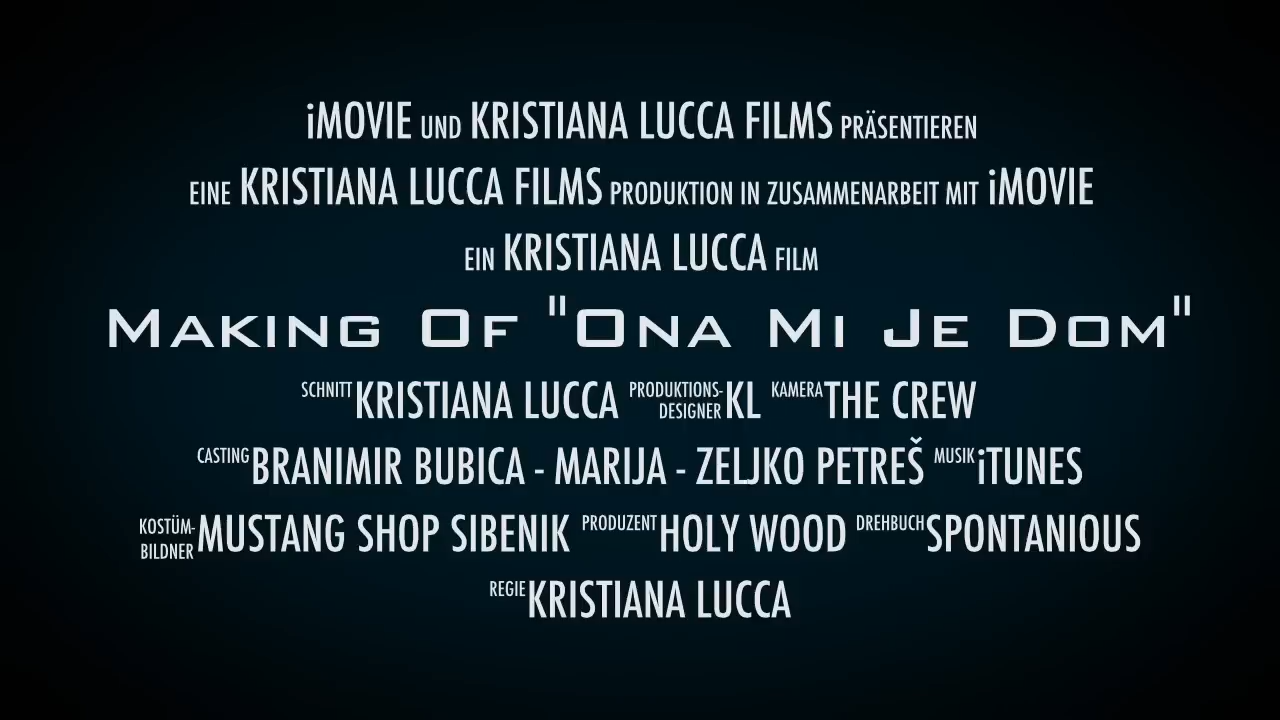 iMOVIE UND KRISTIANA LUCCA FILMS PRÄSENTIEREN
EINE KRISTIANA LUCCA FILMS PRODUKTION IN ZUSAMMENARBEIT MIT iMOVIE
EIN KRISTIANA LUCCA FILM
MAKING OF "ONA MI JE DOM"
SCHNITT KRISTIANA LUCCA PRODUKTIONS-DESIGNER KL KAMERA THE CREW
CASTING BRANIMIR BUBICA - MARIJA - ZELJKO PETREŠ MUSIK iTUNES
KOSTÜM-BILDNER MUSTANG SHOP SIBENIK PRODUZENT HOLY WOOD DREHBUCH SPONTANIOUS
REGIE KRISTIANA LUCCA